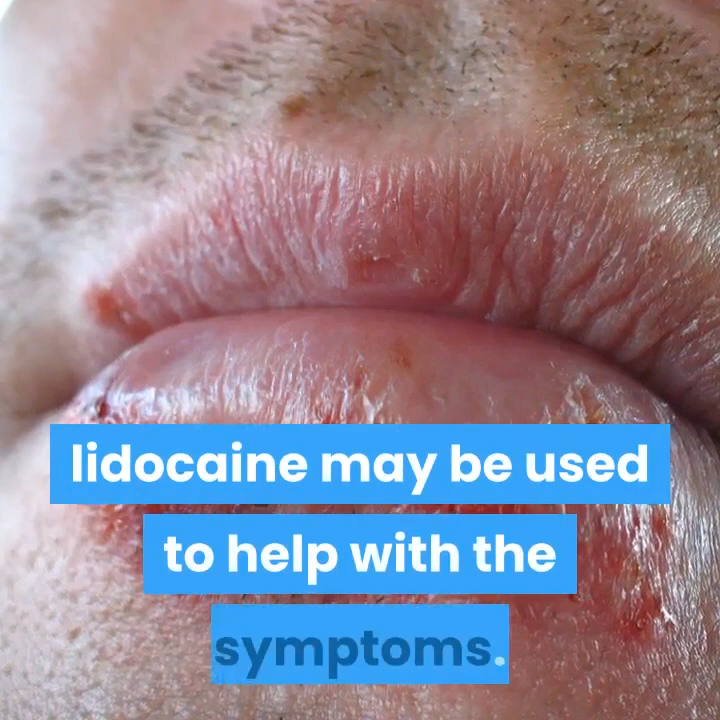 lidocaine may be used
to help with the
symptoms.